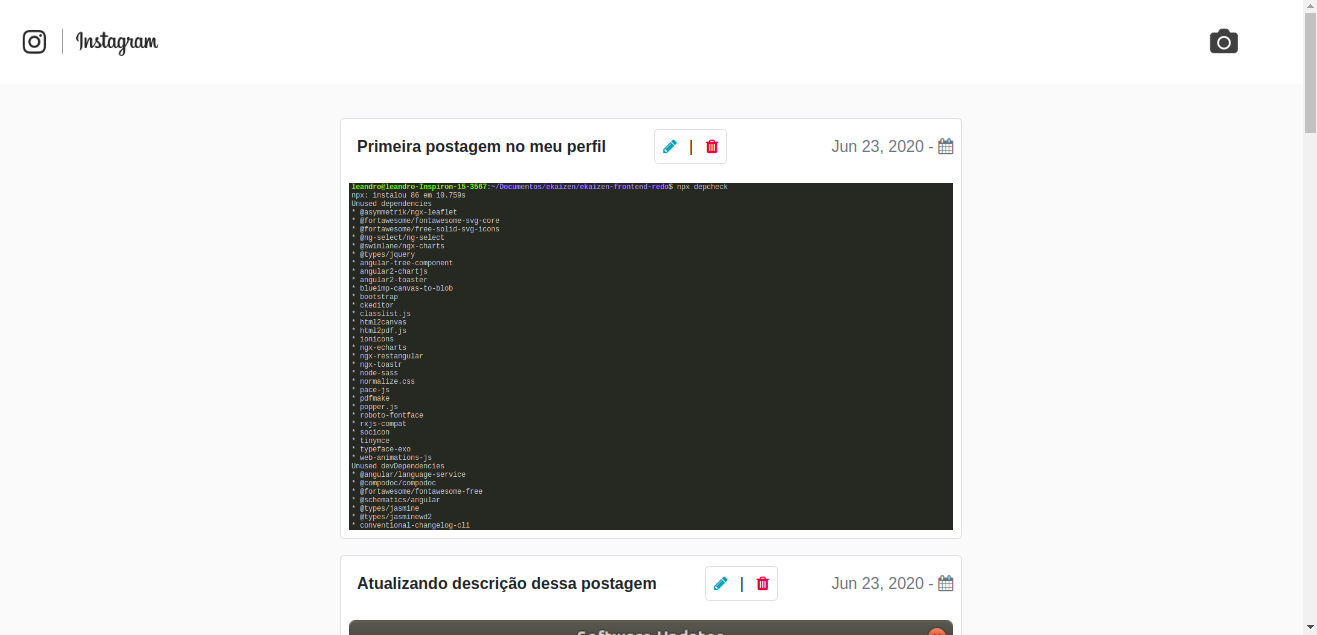 Instagram
Primeira postagem no meu perfil | Jun 23, 2020 -
leandro@leandro-Inspiron-15-3567:~/Documentos/ekaizen/ekaizen-frontend-redo$ npx depcheck
npx: instalou 86 em 10.759s
Unused dependencies
* @asymmetrik/ngx-leaflet
* @fortawesome/fontawesome-svg-core
* @fortawesome/free-solid-svg-icons
* @ng-select/ng-select
* @swimlane/ngx-charts
* @types/jquery
* angular-tree-component
* angular2-chartjs
* angular2-toaster
* blueimp-canvas-to-blob
* bootstrap
* ckeditor
* classlist.js
* html2canvas
* html2pdf.js
* ionicons
* ngx-echarts
* ngx-restangular
* ngx-toastr
* node-sass
* normalize.css
* pace-js
* pdfmake
* popper.js
* roboto-fontface
* rxjs-compat
* socicon
* tinymce
* typeface-exo
* web-animations-js
Unused devDependencies
* @angular/language-service
* @compodoc/compodoc
* @fortawesome/fontawesome-free
* @schematics/angular
* @types/jasmine
* @types/jasminewd2
* conventional-changelog-cli
Atualizando descrição dessa postagem | Jun 23, 2020 -
Software Updates